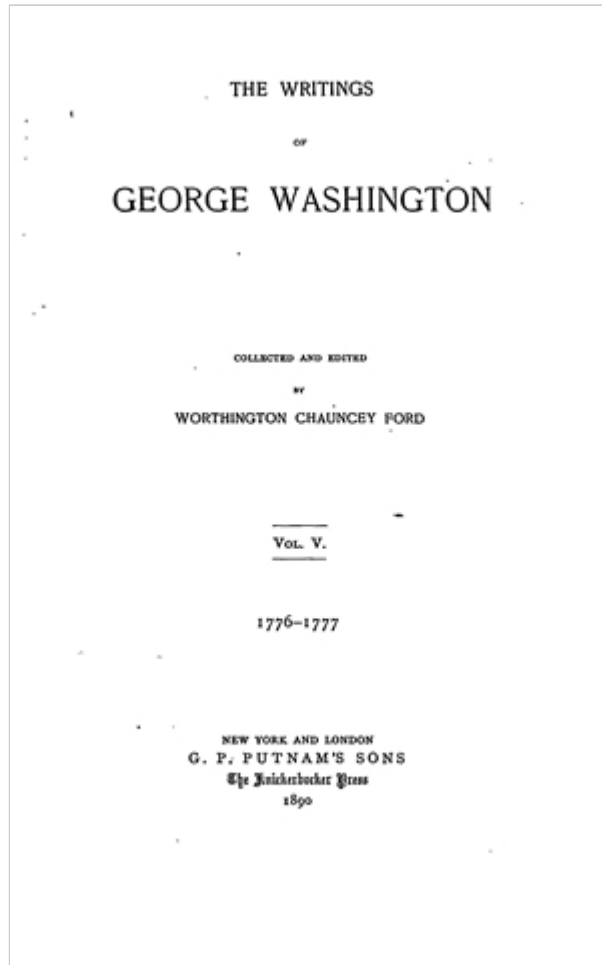 THE WRITINGS
OF
GEORGE WASHINGTON
COLLECTED AND EDITED
BY
WORTHINGTON CHAUNCEY FORD
VOL. V.
1776–1777
NEW YORK AND LONDON
G. P. PUTNAM'S SONS
The Knickerbocker Press
1890